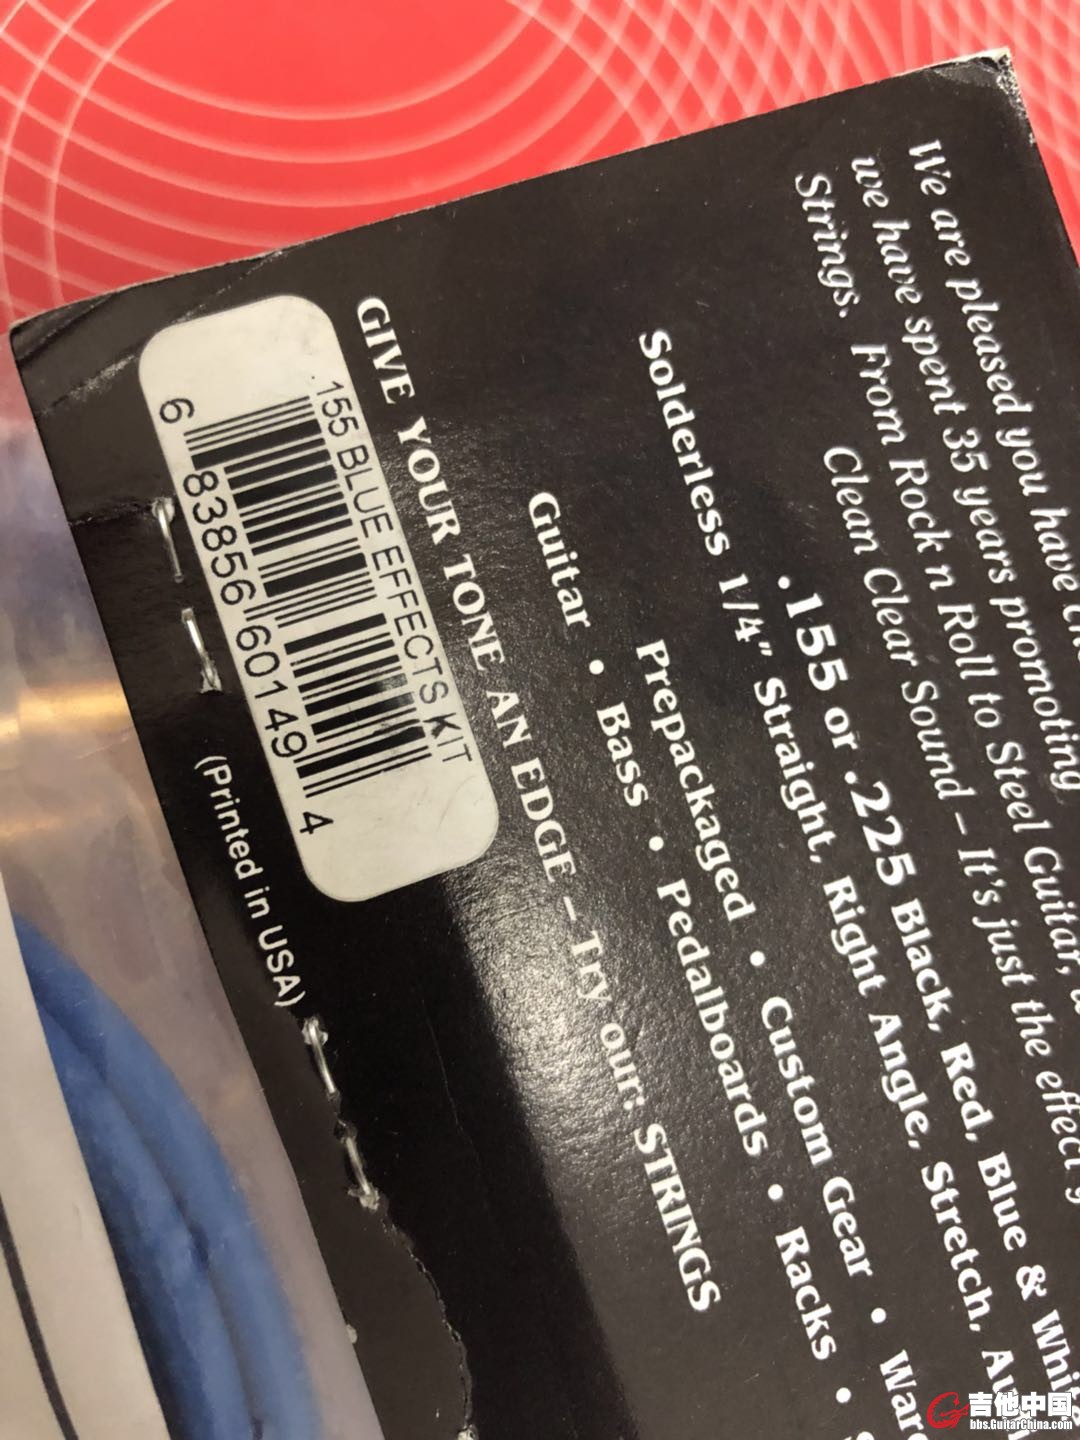 We are pleased you have
we have spent 35 years promoting
Strings. From Rock n Roll to Steel Guitar,
Clean Clear Sound – It's just the effect y
.155 or .225 Black, Red, Blue & Whi
Solderless 1/4" Straight, Right Angle, Stretch, Au
Prepackaged • Custom Gear • Ward
Guitar • Bass • Pedalboards • Racks • S
GIVE YOUR TONE AN EDGE – Try our: STRINGS
155 BLUE EFFECTS KIT
6 83856 60149 4
(Printed in USA)
吉他中国
bbs.GuitarChina.com